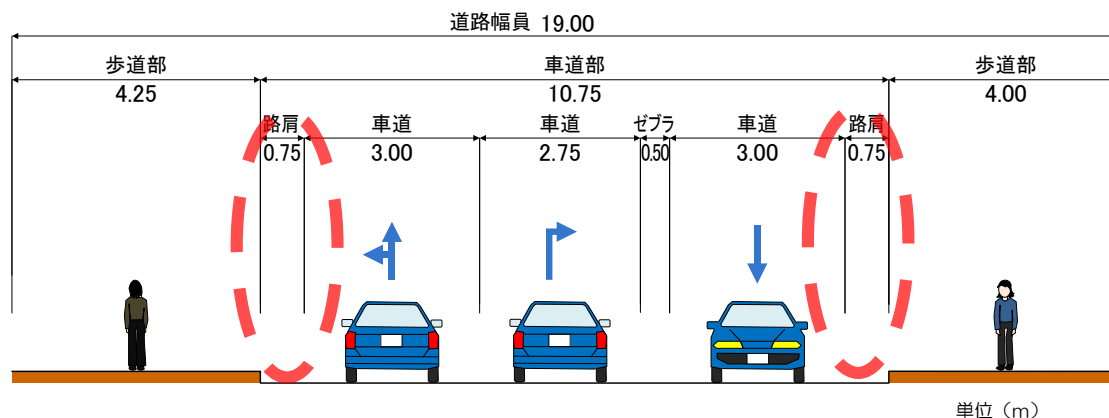 道路幅員 19.00
歩道部 車道部 歩道部
4.25 10.75 4.00
路肩 車道 車道 ゼブラ 車道 路肩
0.75 3.00 2.75 0.50 3.00 0.75
単位（m）